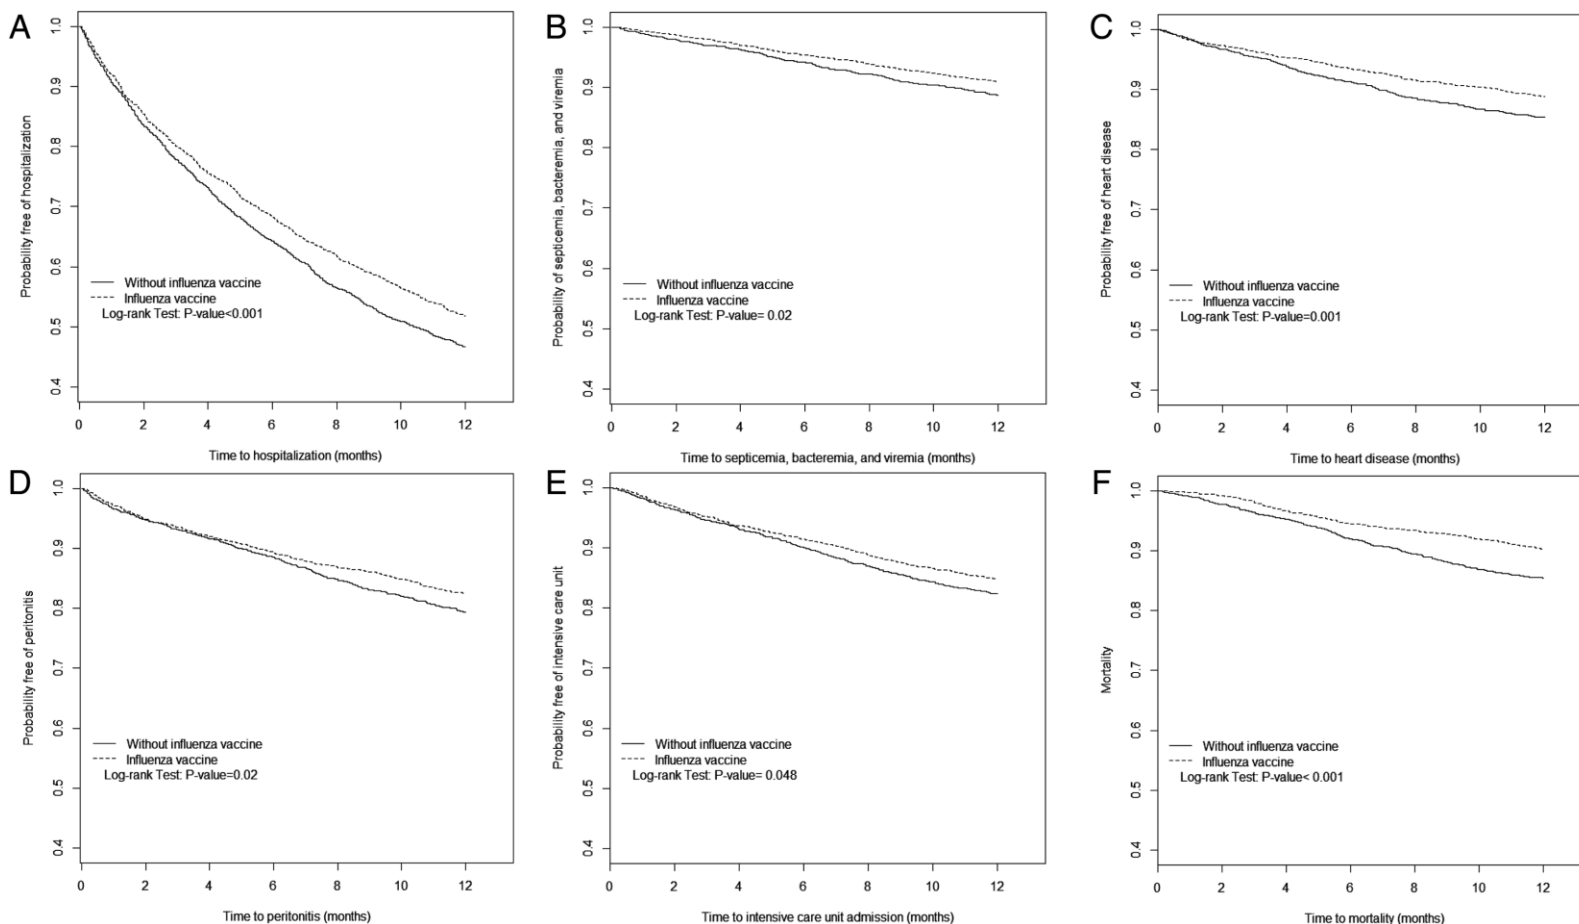 A
Probability free of hospitalization
1.0
0.9
0.8
0.7
0.6
0.5
0.4
Without influenza vaccine
Influenza vaccine
Log-rank Test: P-value<0.001
0 2 4 6 8 10 12
Time to hospitalization (months)
B
Probability of septicemia, bacteremia, and viremia
1.0
0.9
0.8
0.7
0.6
0.5
0.4
Without influenza vaccine
Influenza vaccine
Log-rank Test: P-value= 0.02
0 2 4 6 8 10 12
Time to septicemia, bacteremia, and viremia (months)
C
Probability free of heart disease
1.0
0.9
0.8
0.7
0.6
0.5
0.4
Without influenza vaccine
Influenza vaccine
Log-rank Test: P-value=0.001
0 2 4 6 8 10 12
Time to heart disease (months)
D
Probability free of peritonitis
1.0
0.9
0.8
0.7
0.6
0.5
0.4
Without influenza vaccine
Influenza vaccine
Log-rank Test: P-value=0.02
0 2 4 6 8 10 12
Time to peritonitis (months)
E
Probability free of intensive care unit
1.0
0.9
0.8
0.7
0.6
0.5
0.4
Without influenza vaccine
Influenza vaccine
Log-rank Test: P-value= 0.048
0 2 4 6 8 10 12
Time to intensive care unit admission (months)
F
Mortality
1.0
0.9
0.8
0.7
0.6
0.5
0.4
Without influenza vaccine
Influenza vaccine
Log-rank Test: P-value< 0.001
0 2 4 6 8 10 12
Time to mortality (months)